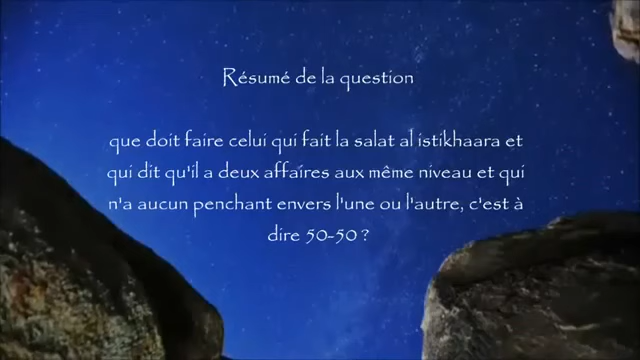 Résumé de la question
que doit faire celui qui fait la salat al istikhaara et
qui dit qu'il a deux affaires aux même niveau et qui
n'a aucun penchant envers l'une ou l'autre, c'est à
dire 50-50 ?